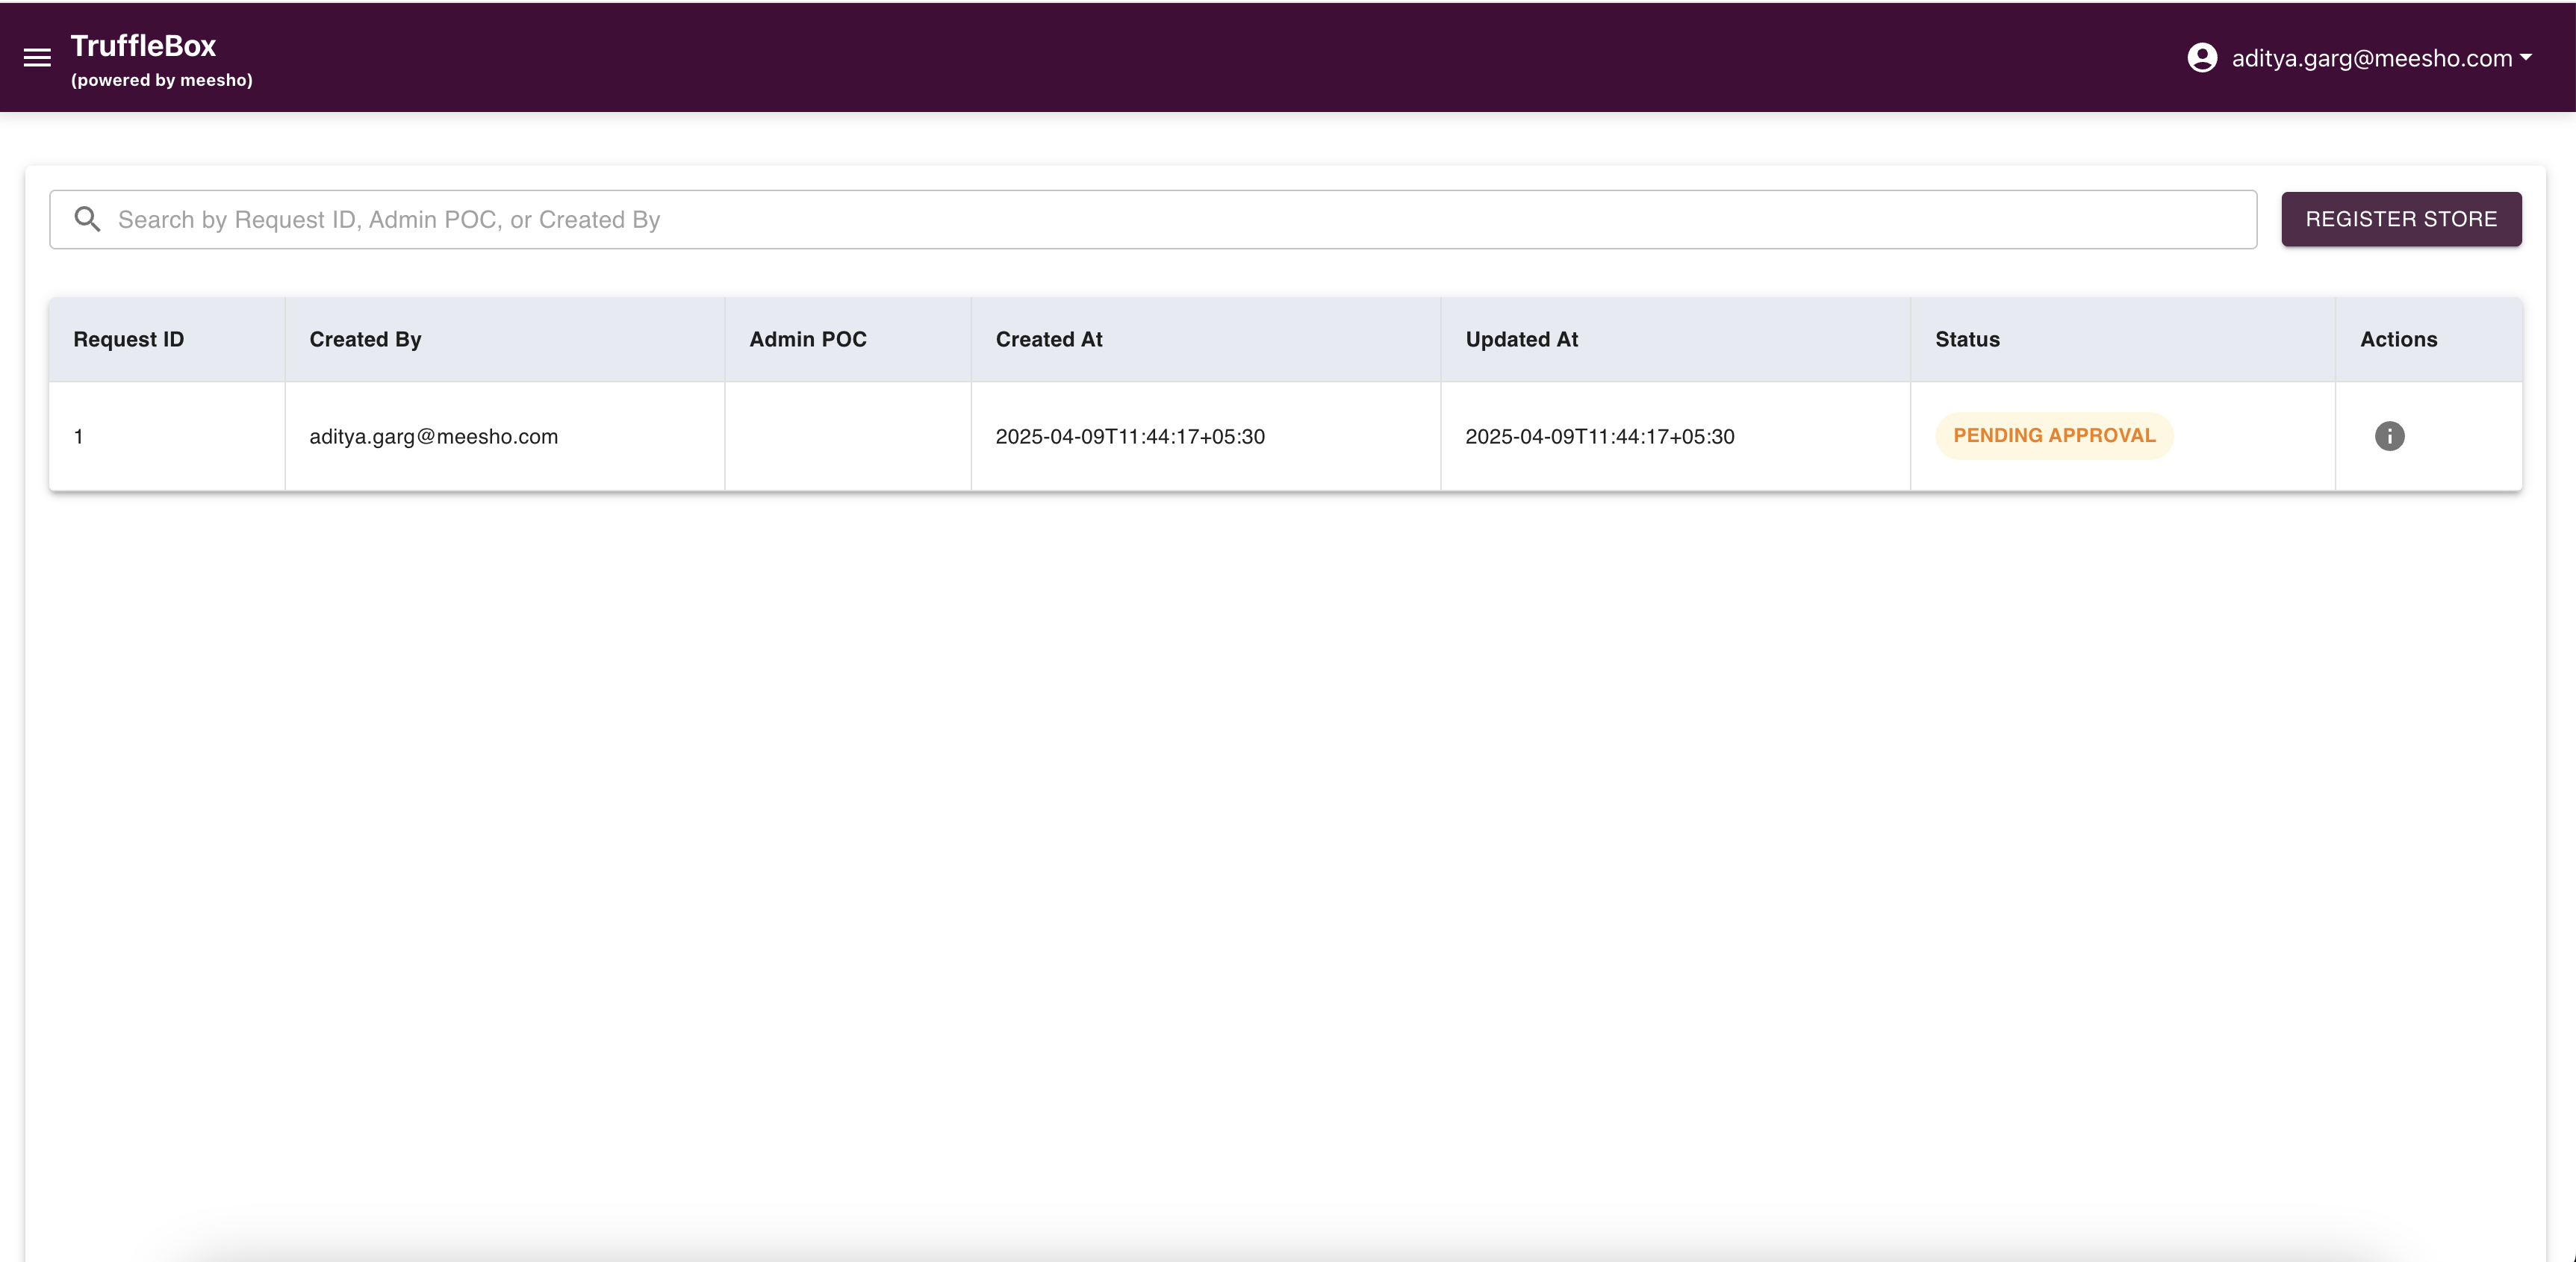 TruffleBox
(powered by meesho)
aditya.garg@meesho.com
Search by Request ID, Admin POC, or Created By
REGISTER STORE
Request ID Created By Admin POC Created At Updated At Status Actions
1 aditya.garg@meesho.com 2025-04-09T11:44:17+05:30 2025-04-09T11:44:17+05:30 PENDING APPROVAL